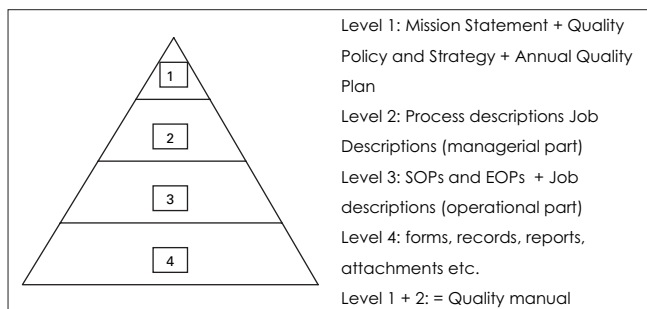 1
2
3
4
Level 1: Mission Statement + Quality
Policy and Strategy + Annual Quality
Plan
Level 2: Process descriptions Job
Descriptions (managerial part)
Level 3: SOPs and EOPs + Job
descriptions (operational part)
Level 4: forms, records, reports,
attachments etc.
Level 1 + 2: = Quality manual